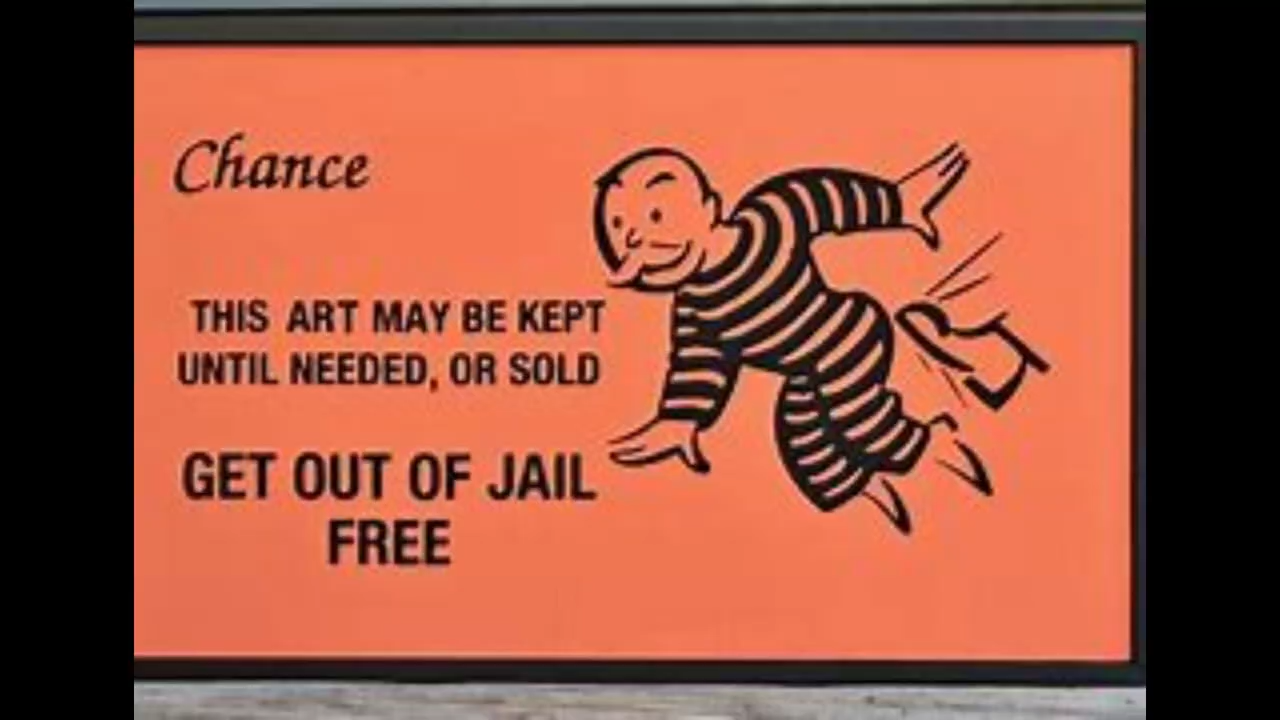 Chance
THIS ART MAY BE KEPT
UNTIL NEEDED, OR SOLD
GET OUT OF JAIL
FREE